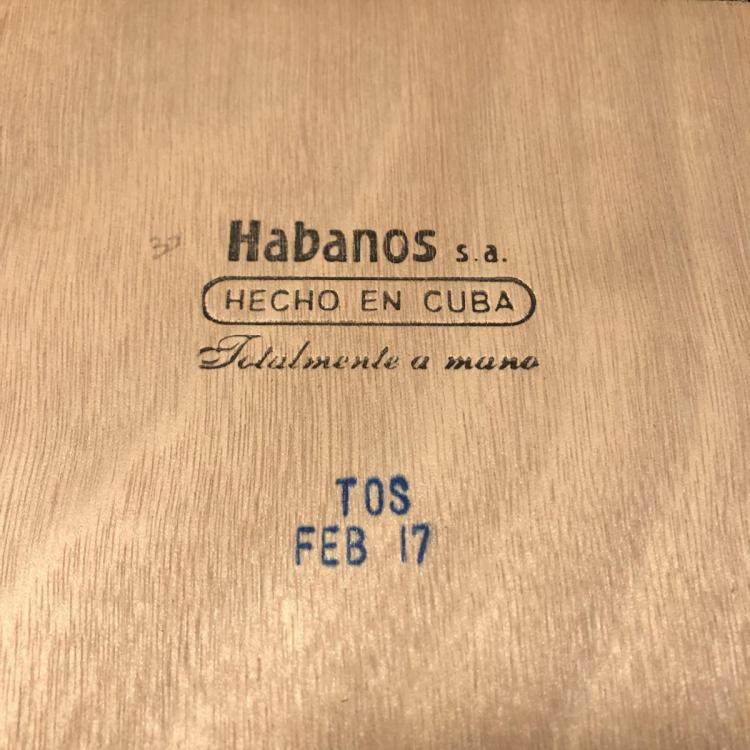 Habanos s.a.
HECHO EN CUBA
Totalmente a mano
TOS
FEB 17